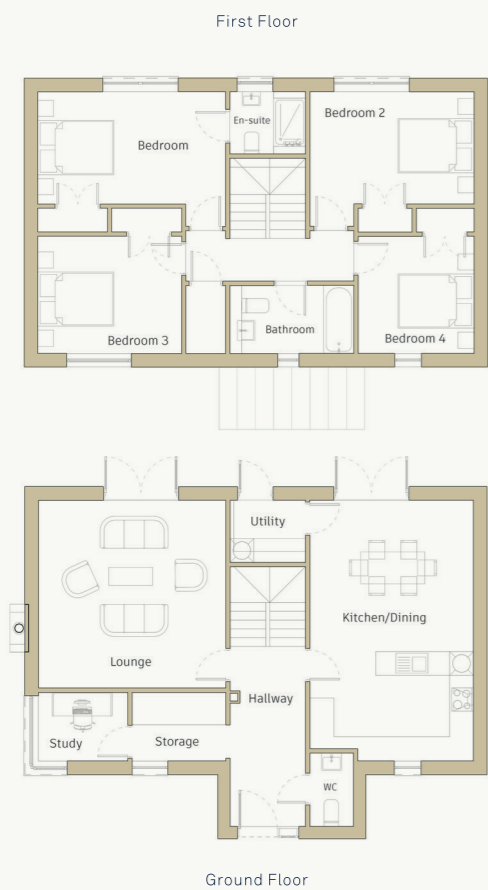 First Floor
Bedroom
En-suite
Bedroom 2
Bedroom 3
Bathroom
Bedroom 4
Utility
Kitchen/Dining
Lounge
Hallway
Study
Storage
WC
Ground Floor